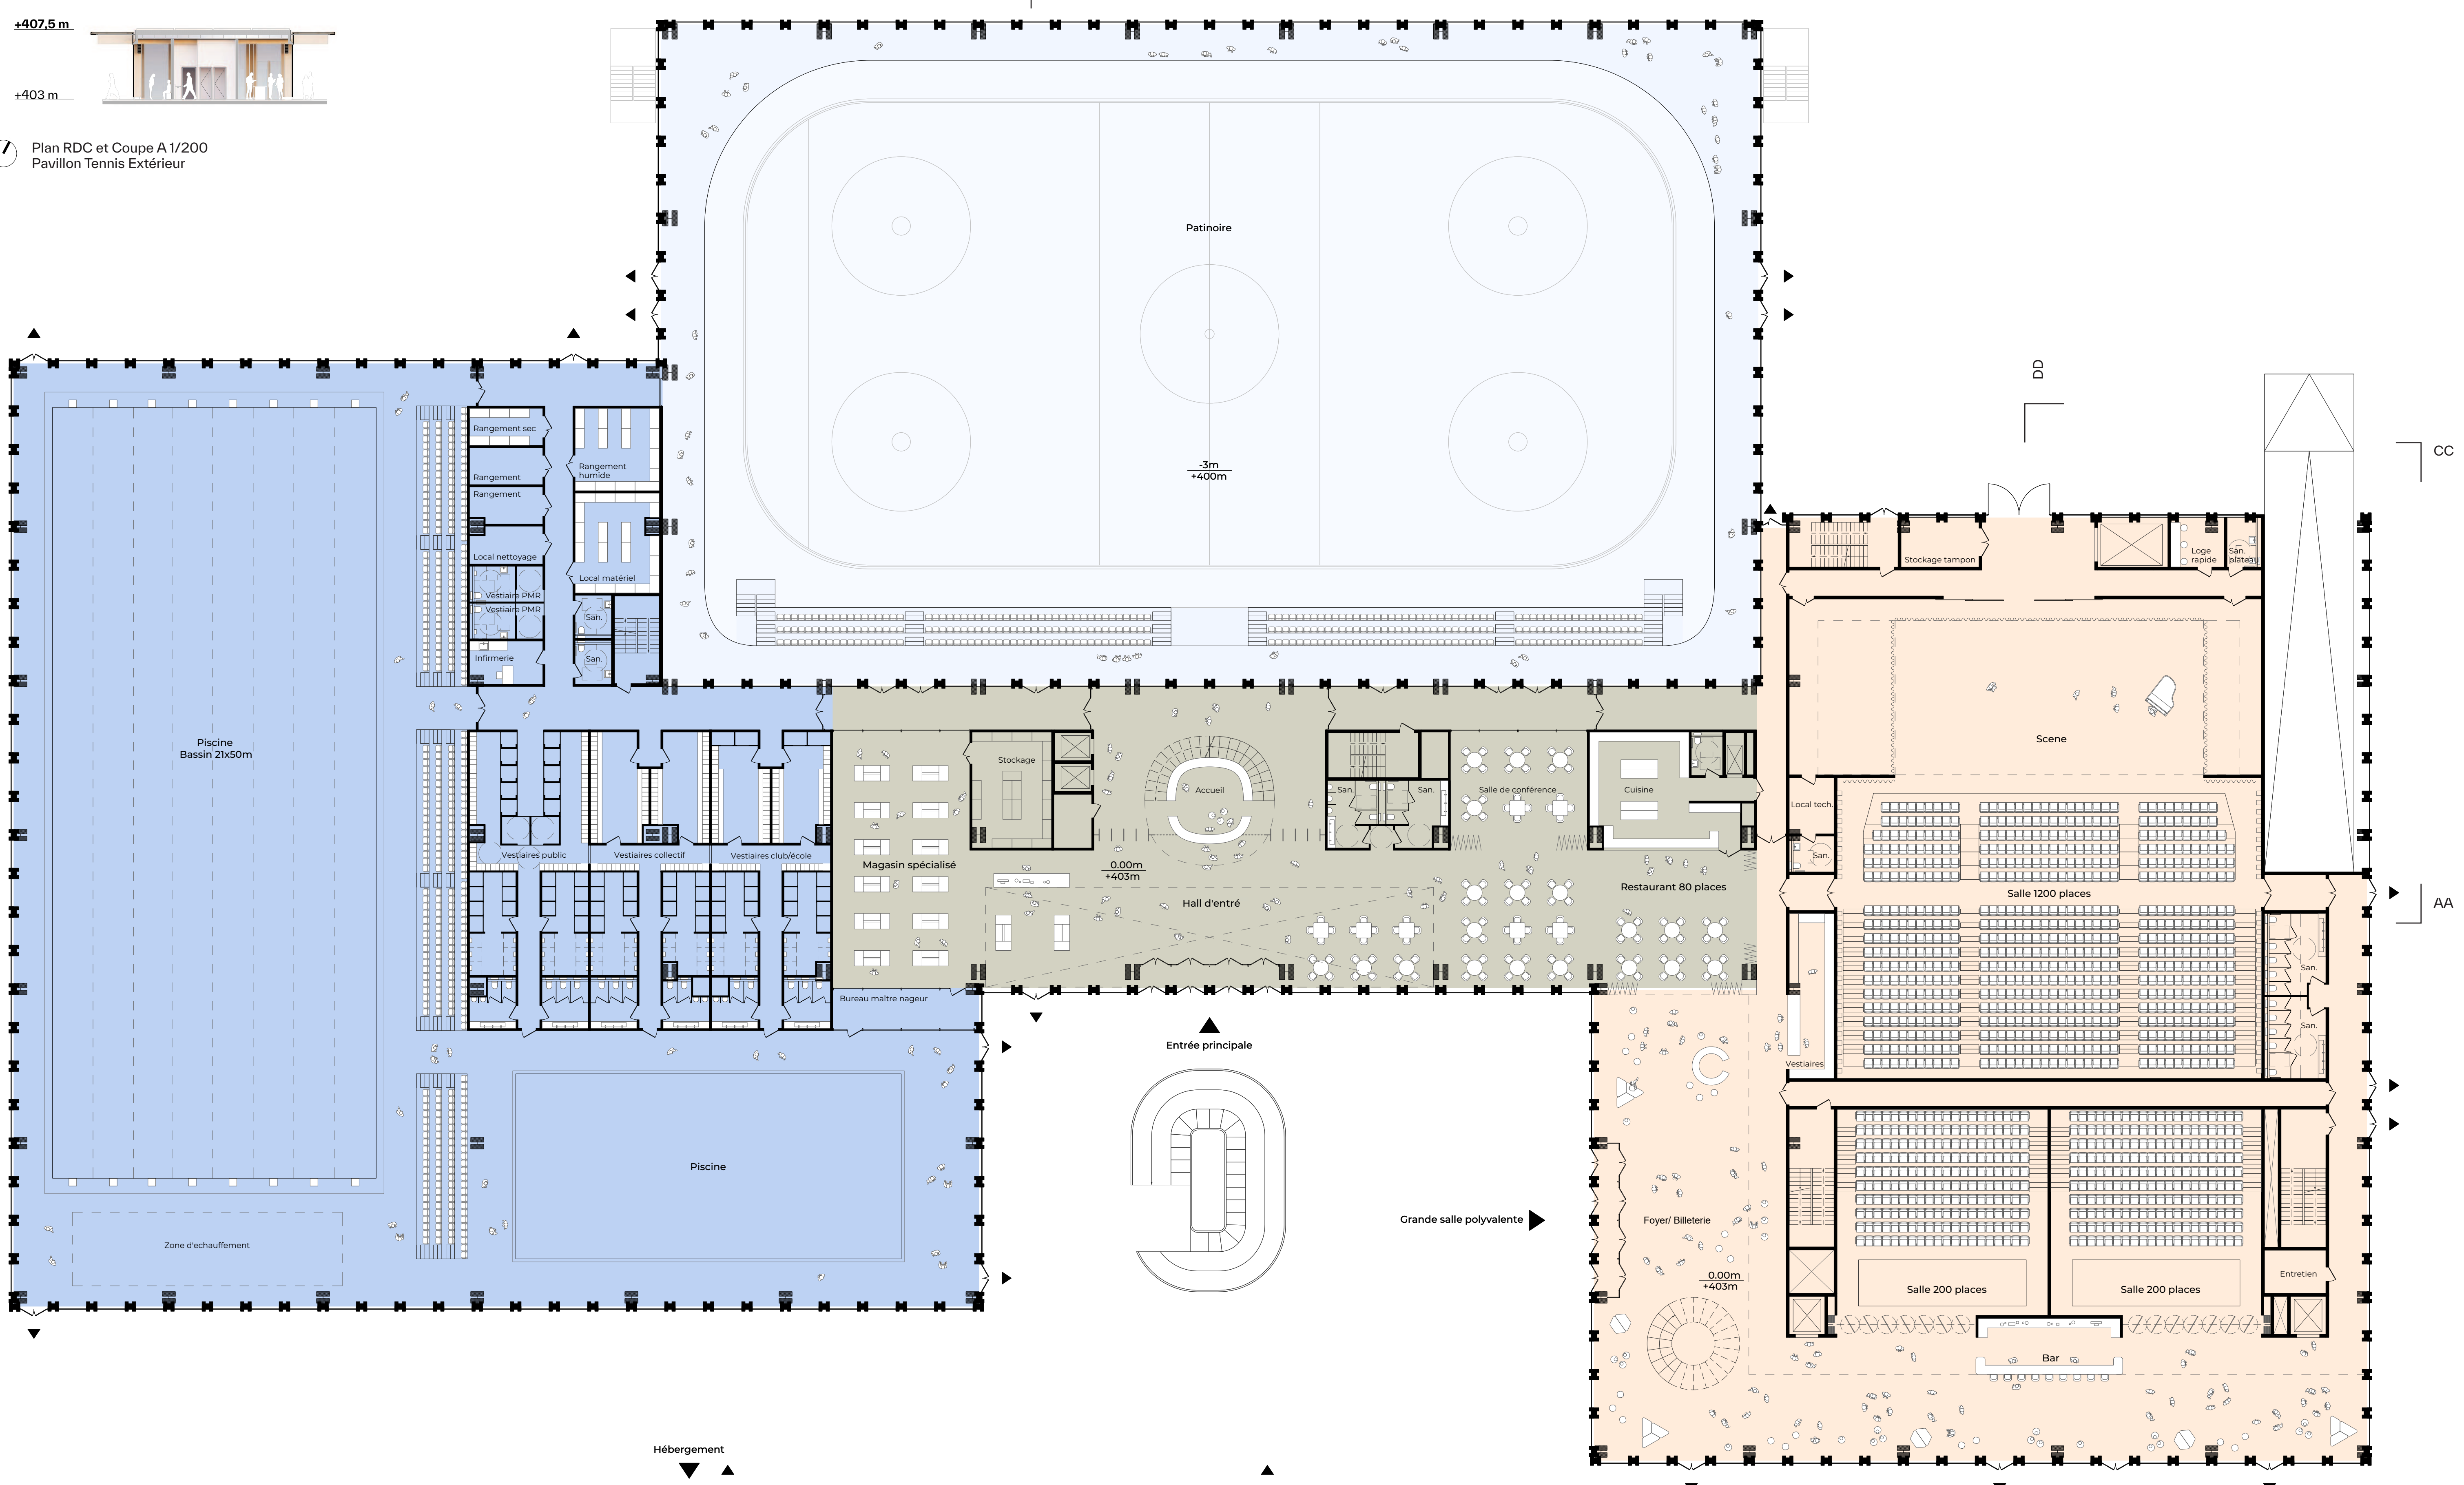 +407,5 m
+403 m
Plan RDC et Coupe A 1/200
Pavillon Tennis Extérieur
Patinoire
-3m
+400m
DD
CC
AA
Rangement sec
Rangement
humide
Rangement
Rangement
Local nettoyage
Local matériel
Vestiaire PMR
Vestiaire PMR
San.
Infirmerie
San.
Piscine
Bassin 21x50m
Vestiaires public
Vestiaires collectif
Vestiaires club/école
Magasin spécialisé
Bureau maître nageur
Stockage
Accueil
0.00m
+403m
Hall d'entré
San.
San.
Salle de conférence
Cuisine
Restaurant 80 places
Stockage tampon
Loge
rapide
San.
plateau
Scene
Local tech.
San.
Salle 1200 places
San.
San.
Vestiaires
Entrée principale
Piscine
Zone d'echauffement
Grande salle polyvalente
Foyer/ Billeterie
0.00m
+403m
Salle 200 places
Salle 200 places
Entretien
Bar
Hébergement